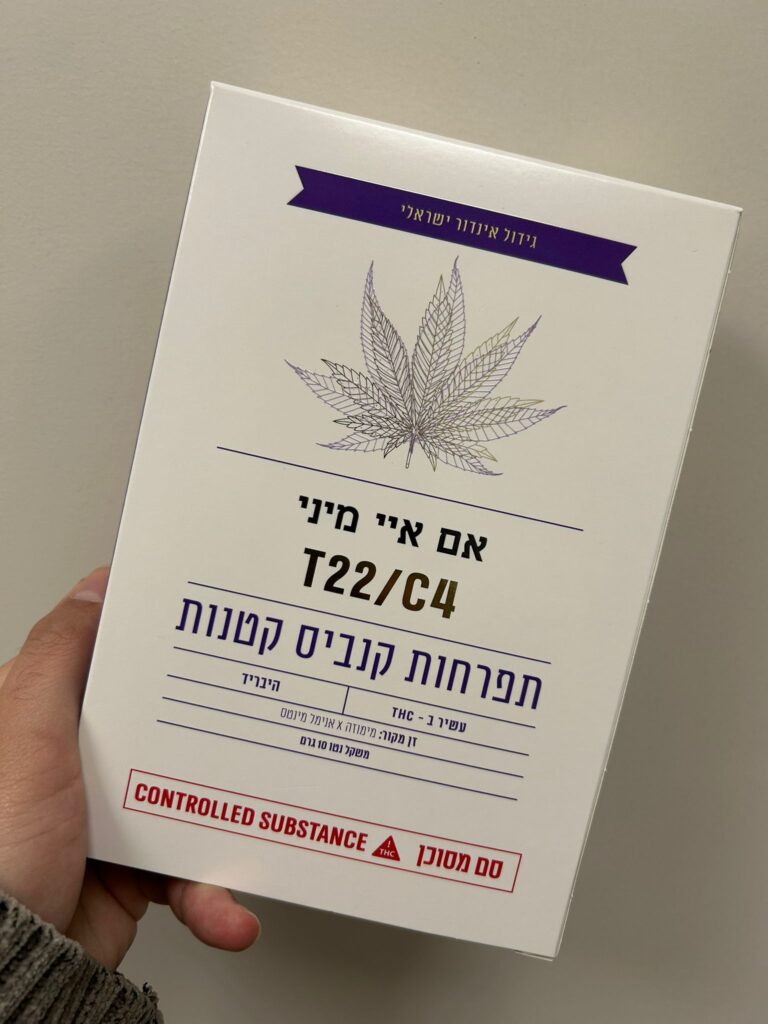 גידול אינדור ישראלי
אם איי מיני
T22/C4
תפרחות קנביס קטנות
עשיר ב - THC
היבריד
זן מקור: מימוזה X אנימל מינטס
משקל נטו 10 גרם
CONTROLLED SUBSTANCE ! THC סם מסוכן